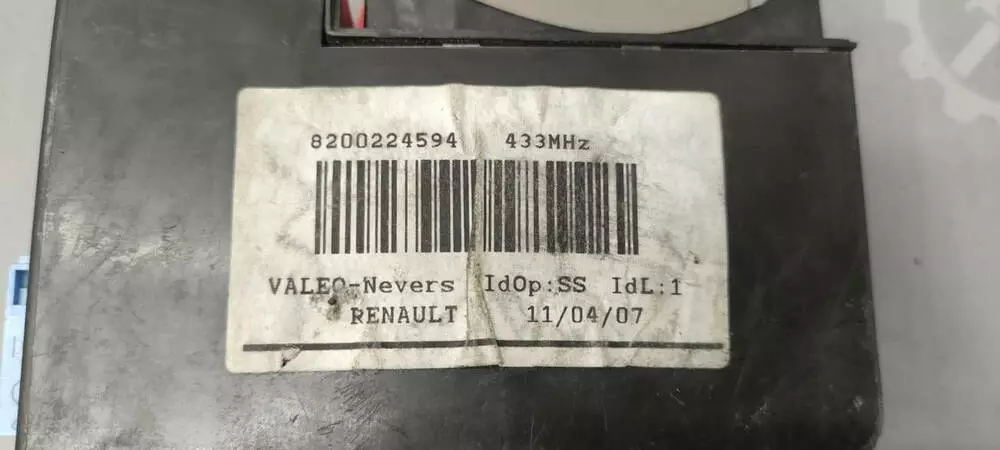 8200224594 433MHz
VALEO-Nevers IdOp:SS IdL:1
RENAULT 11/04/07